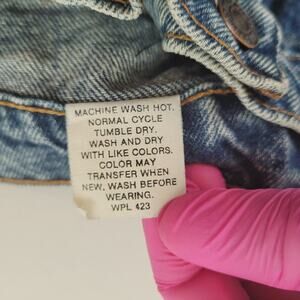 MACHINE WASH HOT.
NORMAL CYCLE
TUMBLE DRY.
WASH AND DRY
WITH LIKE COLORS.
COLOR MAY
TRANSFER WHEN
NEW, WASH BEFORE
WEARING.
WPL 423